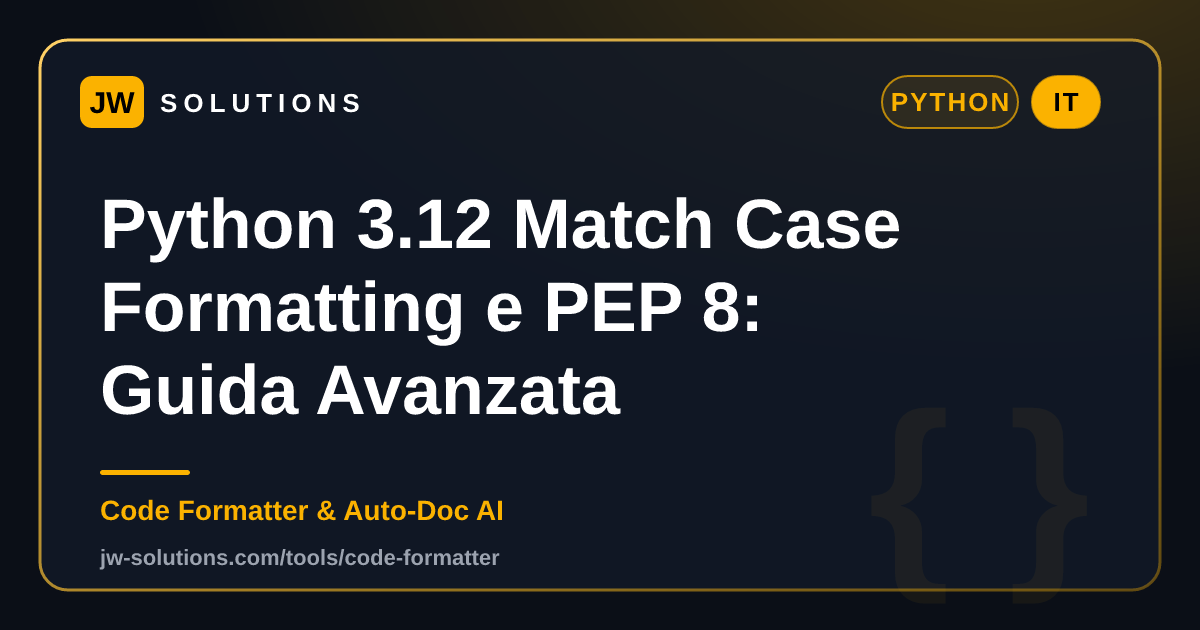 JW SOLUTIONS
PYTHON IT
Python 3.12 Match Case
Formatting e PEP 8:
Guida Avanzata
{ }
Code Formatter & Auto-Doc AI
jw-solutions.com/tools/code-formatter